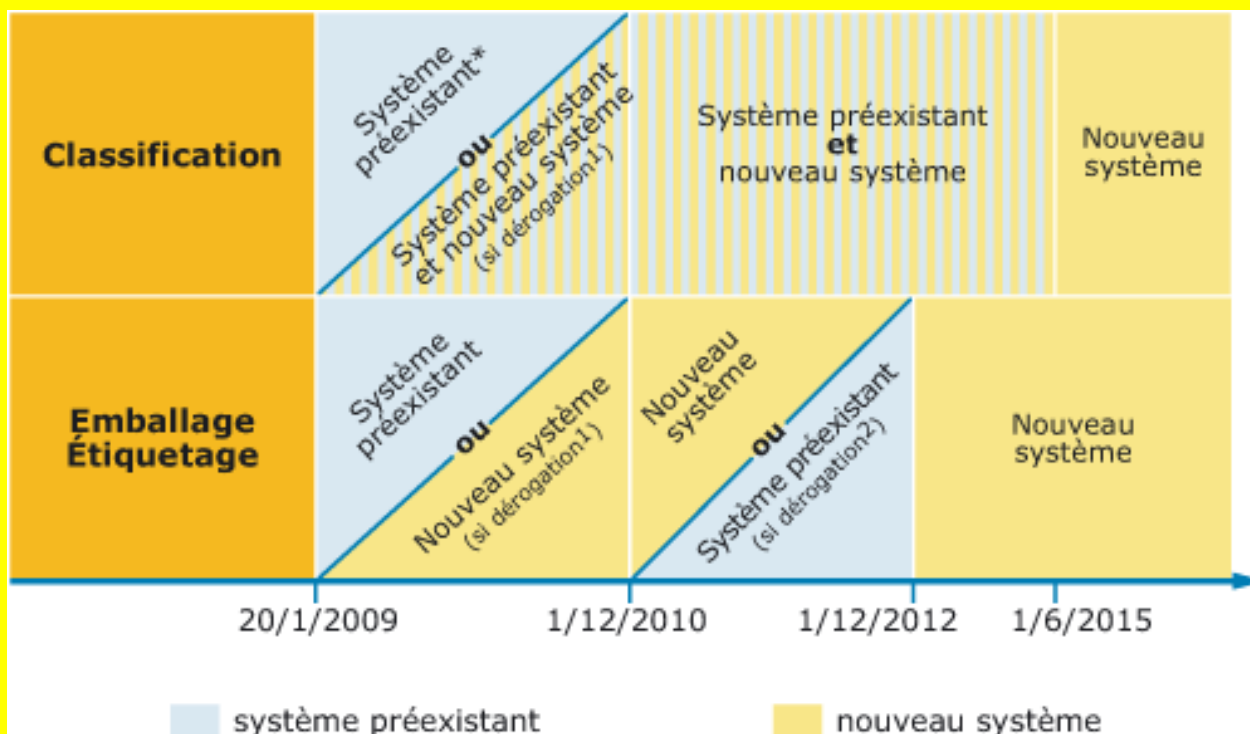 Classification
Système
préexistant*
ou
Système préexistant
et nouveau système
(si dérogation¹)
Système préexistant
et
nouveau système
Nouveau
système
Emballage
Étiquetage
Système
préexistant
ou
Nouveau système
(si dérogation¹)
Nouveau
système
ou
Système préexistant
(si dérogation²)
Nouveau
système
20/1/2009
1/12/2010
1/12/2012
1/6/2015
système préexistant
nouveau système